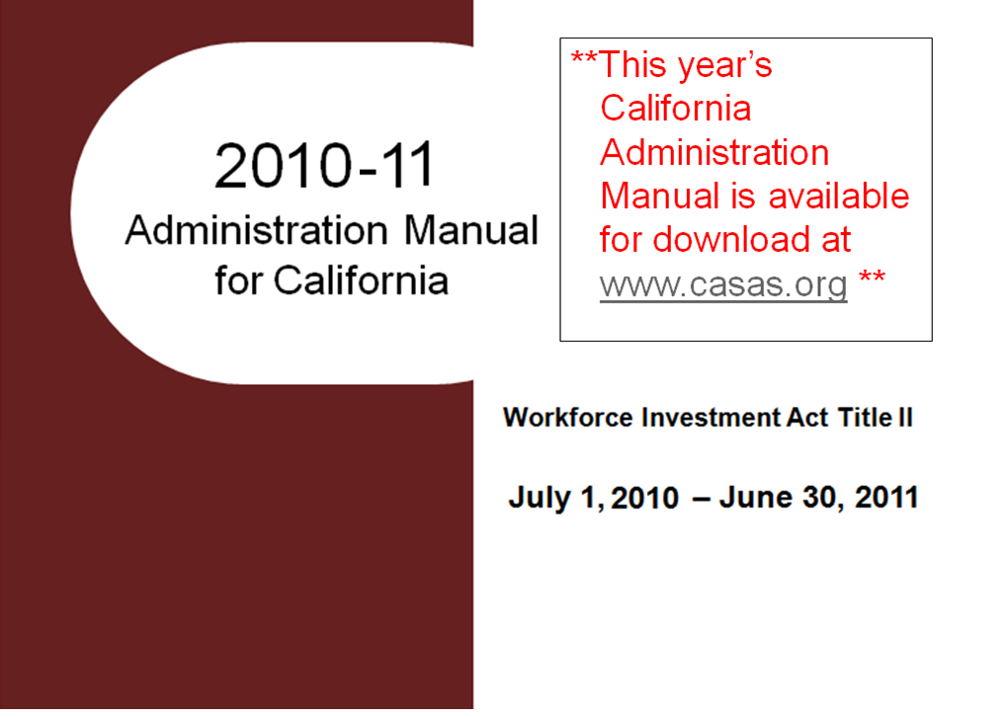 2010-11
Administration Manual
for California
**This year's
California
Administration
Manual is available
for download at
www.casas.org **
Workforce Investment Act Title II
July 1, 2010 – June 30, 2011